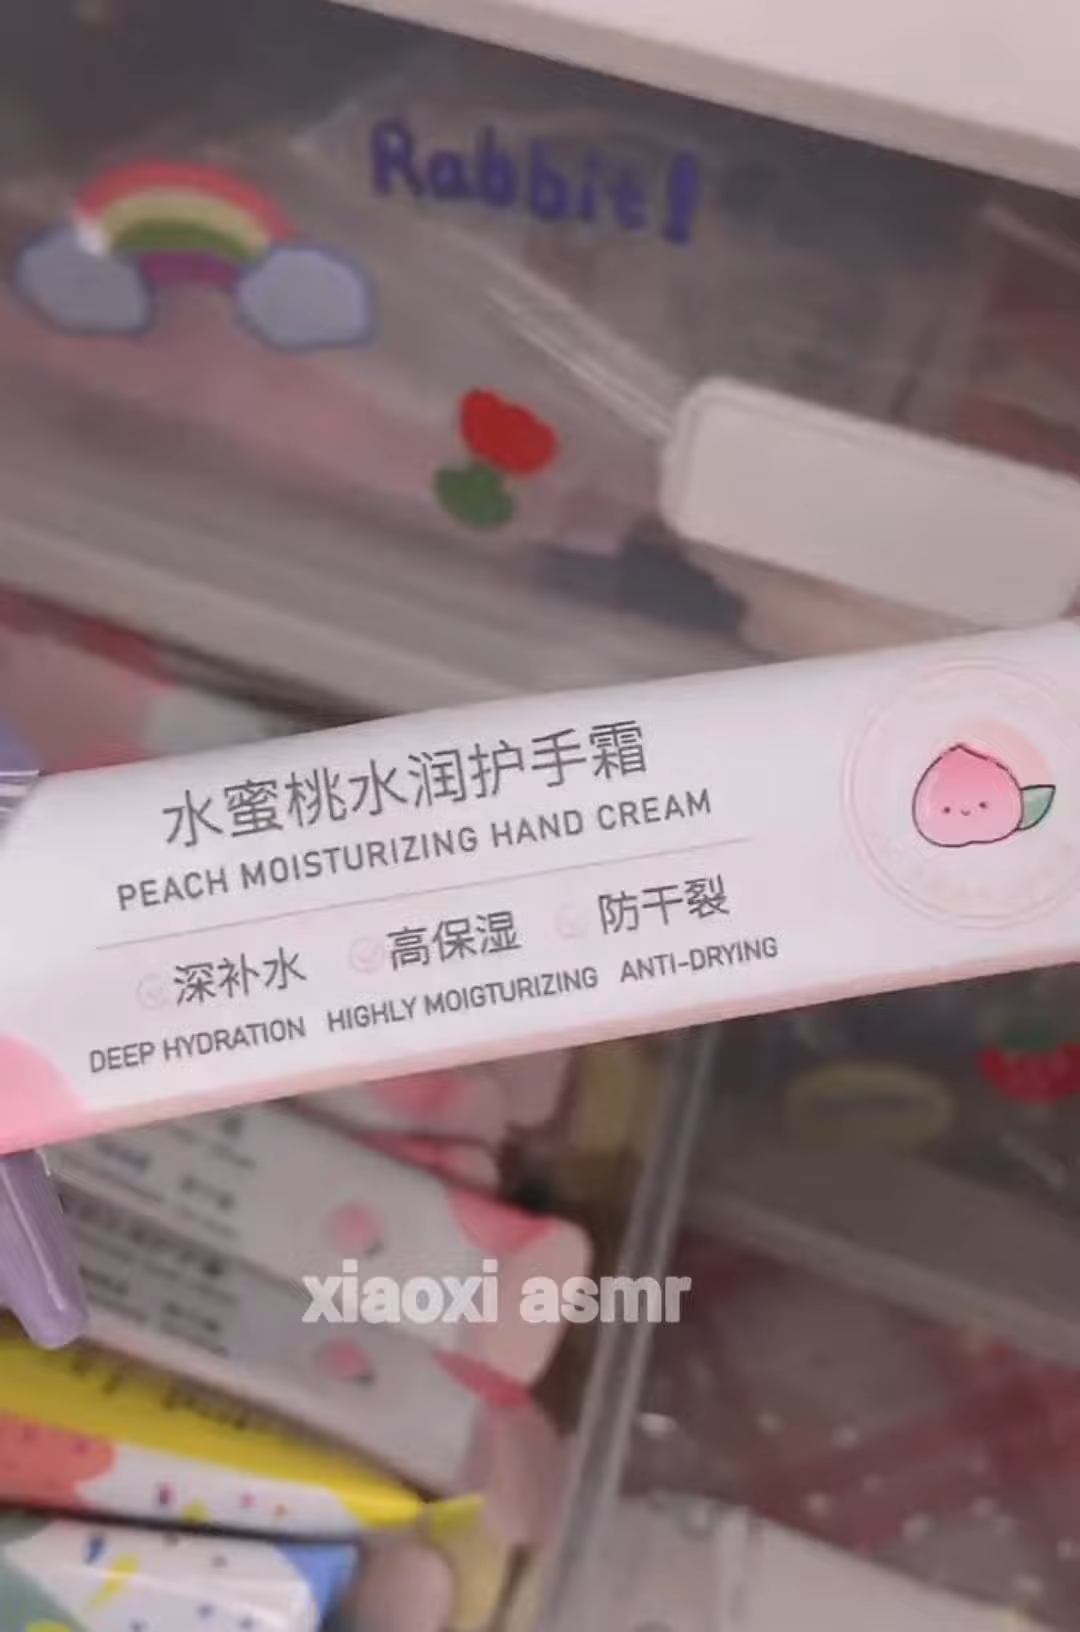 Rabbit!
水蜜桃水润护手霜
PEACH MOISTURIZING HAND CREAM
深补水 高保湿 防干裂
DEEP HYDRATION HIGHLY MOIGTURIZING ANTI-DRYING
xiaoxi asmr